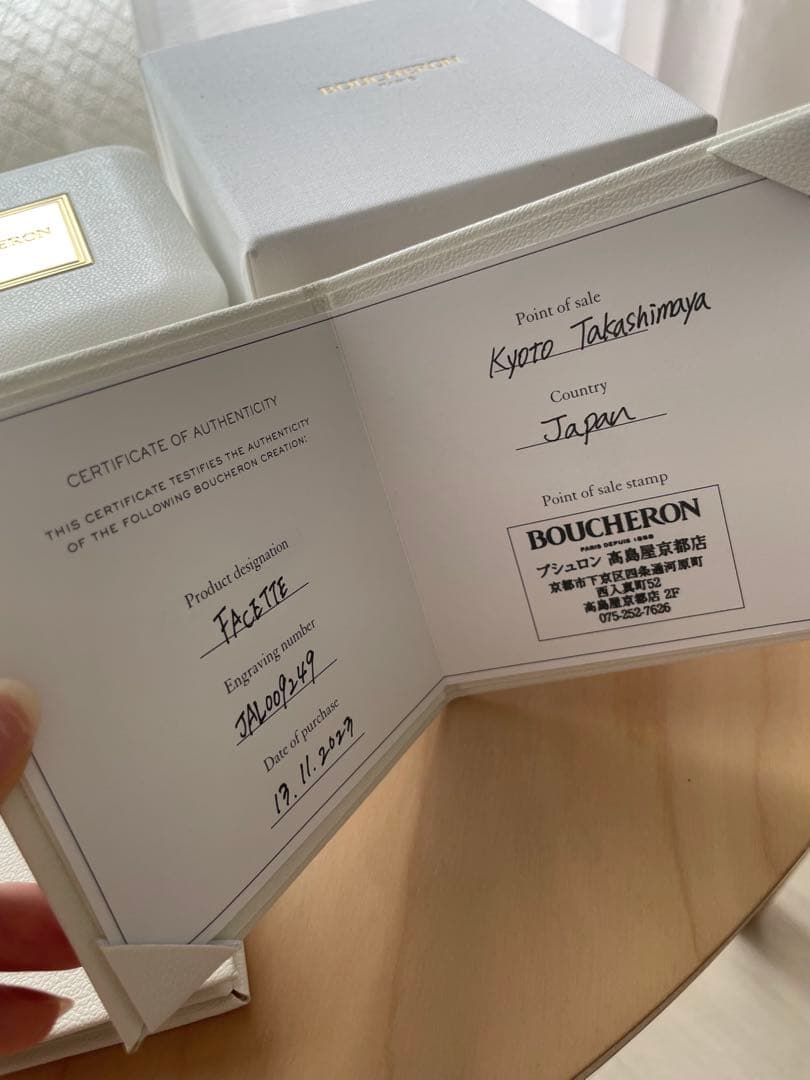 BOUCHERON
ERON
CERTIFICATE OF AUTHENTICITY
THIS CERTIFICATE TESTIFIES THE AUTHENTICITY
OF THE FOLLOWING BOUCHERON CREATION:
Product designation
FACETTE
Engraving number
JAL009249
Date of purchase
13.11.2023
Point of sale
Kyoto Takashimaya
Country
Japan
Point of sale stamp
BOUCHERON
PARIS DEPUIS 1858
ブシュロン 高島屋京都店
京都市下京区四条通河原町
西入真町52
高島屋京都店 2F
075-252-7626